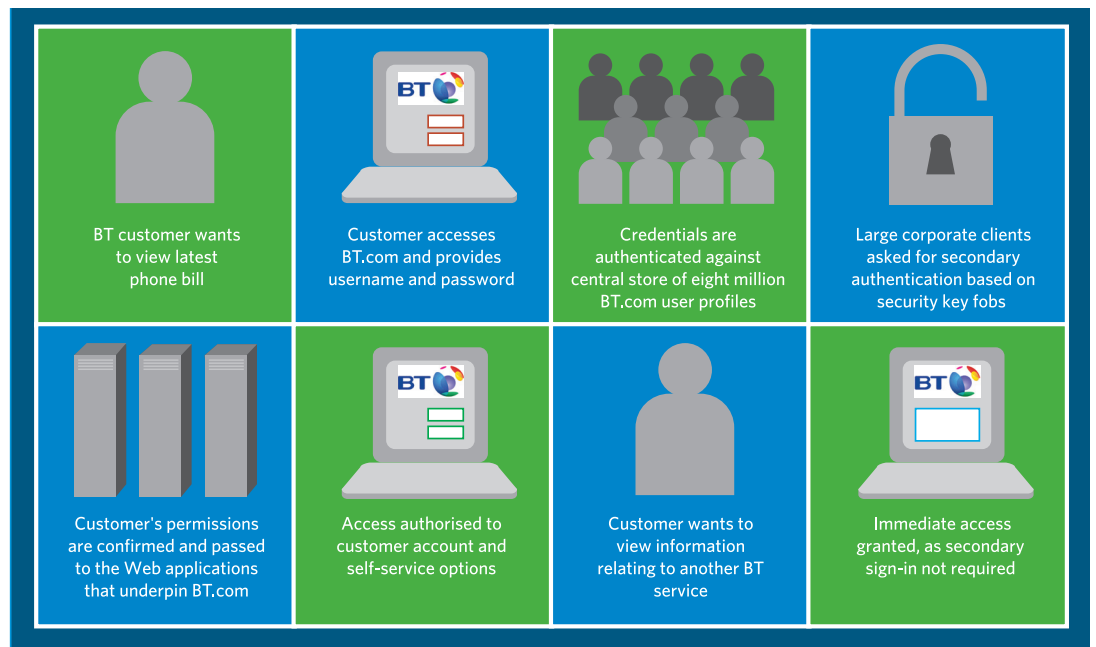 BT customer wants
to view latest
phone bill
BT
Customer accesses
BT.com and provides
username and password
Credentials are
authenticated against
central store of eight million
BT.com user profiles
Large corporate clients
asked for secondary
authentication based on
security key fobs
Customer's permissions
are confirmed and passed
to the Web applications
that underpin BT.com
BT
Access authorised to
customer account and
self-service options
Customer wants to
view information
relating to another BT
service
BT
Immediate access
granted, as secondary
sign-in not required